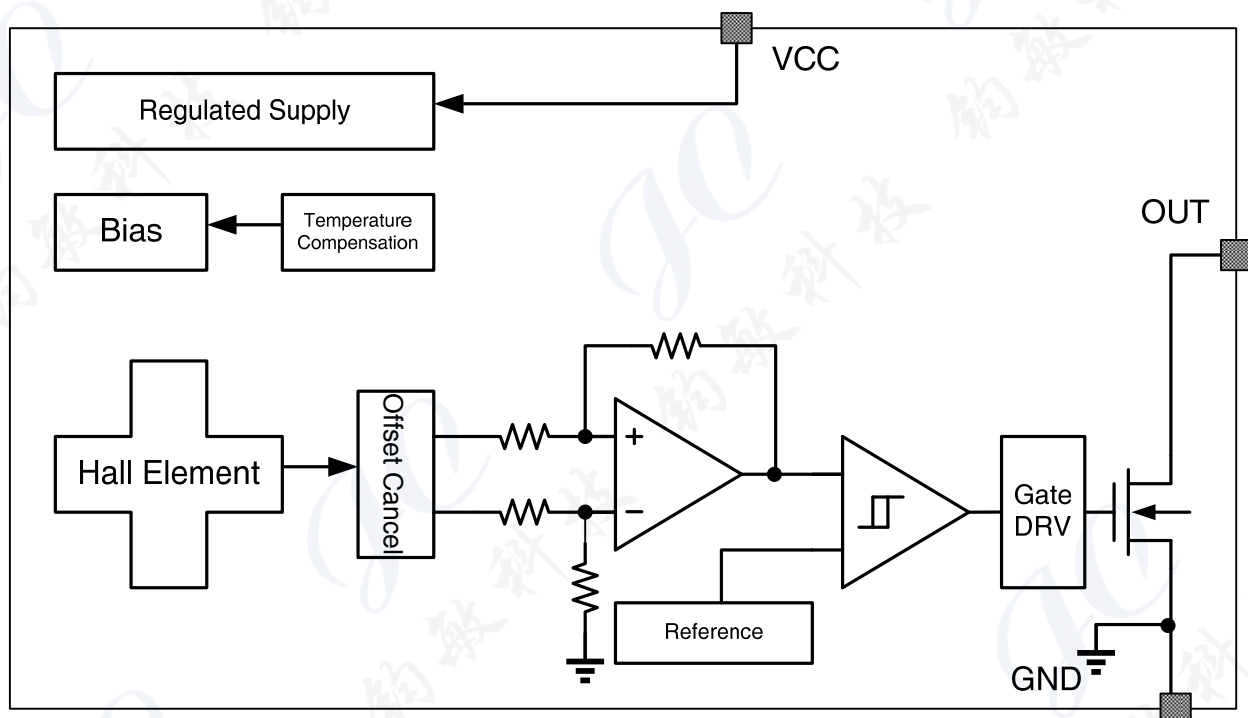 VCC
Regulated Supply
Bias
Temperature
Compensation
OUT
Hall Element
Offset Cancel
+
−
Gate
DRV
Reference
GND